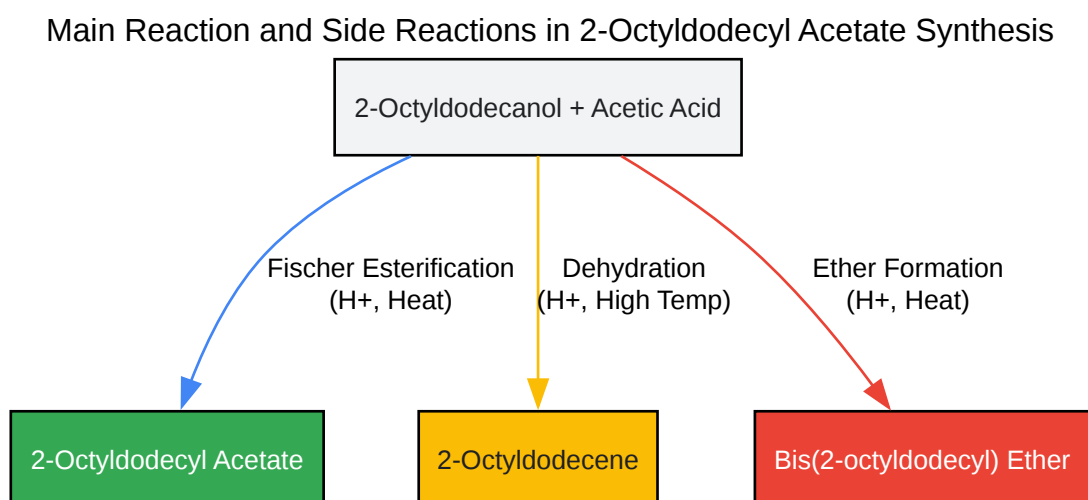 Main Reaction and Side Reactions in 2-Octyldodecyl Acetate Synthesis
2-Octyldodecanol + Acetic Acid
Fischer Esterification
(H+, Heat)
Dehydration
(H+, High Temp)
Ether Formation
(H+, Heat)
2-Octyldodecyl Acetate
2-Octyldodecene
Bis(2-octyldodecyl) Ether